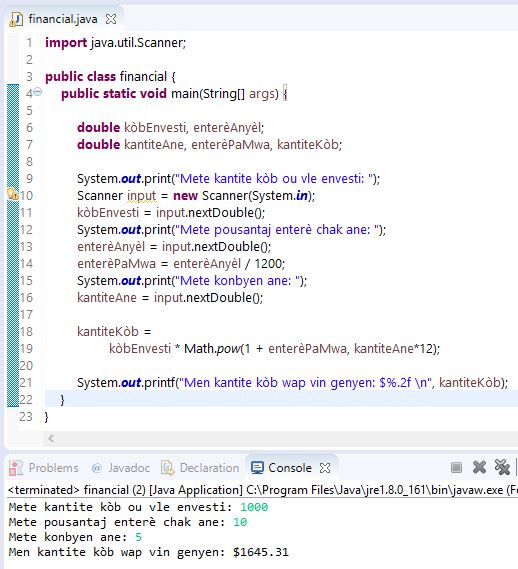 financial.java
1 import java.util.Scanner;
2
3 public class financial {
4 public static void main(String[] args) {
5
6 double kòbEnvesti, enterèAnyèl;
7 double kantiteAne, enterèPaMwa, kantiteKòb;
8
9 System.out.print("Mete kantite kòb ou vle envesti: ");
10 Scanner input = new Scanner(System.in);
11 kòbEnvesti = input.nextDouble();
12 System.out.print("Mete pousantaj enterè chak ane: ");
13 enterèAnyèl = input.nextDouble();
14 enterèPaMwa = enterèAnyèl / 1200;
15 System.out.print("Mete konbyen ane: ");
16 kantiteAne = input.nextDouble();
17
18 kantiteKòb =
19 kòbEnvesti * Math.pow(1 + enterèPaMwa, kantiteAne*12);
20
21 System.out.printf("Men kantite kòb wap vin genyen: $%.2f \n", kantiteKòb);
22 }
23 }
Problems @ Javadoc Declaration Console
<terminated> financial (2) [Java Application] C:\Program Files\Java\jre1.8.0_161\bin\javaw.exe (Fe
Mete kantite kòb ou vle envesti: 1000
Mete pousantaj enterè chak ane: 10
Mete konbyen ane: 5
Men kantite kòb wap vin genyen: $1645.31